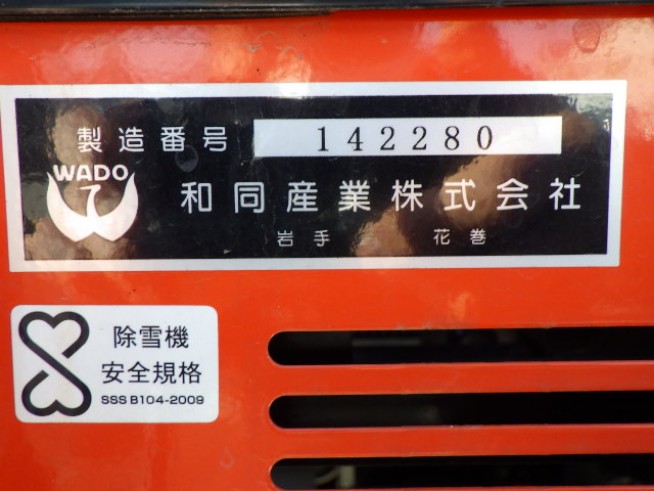 製造番号 142280
WADO
和同産業株式会社
岩手 花巻
除雪機
安全規格
SSS B104-2009